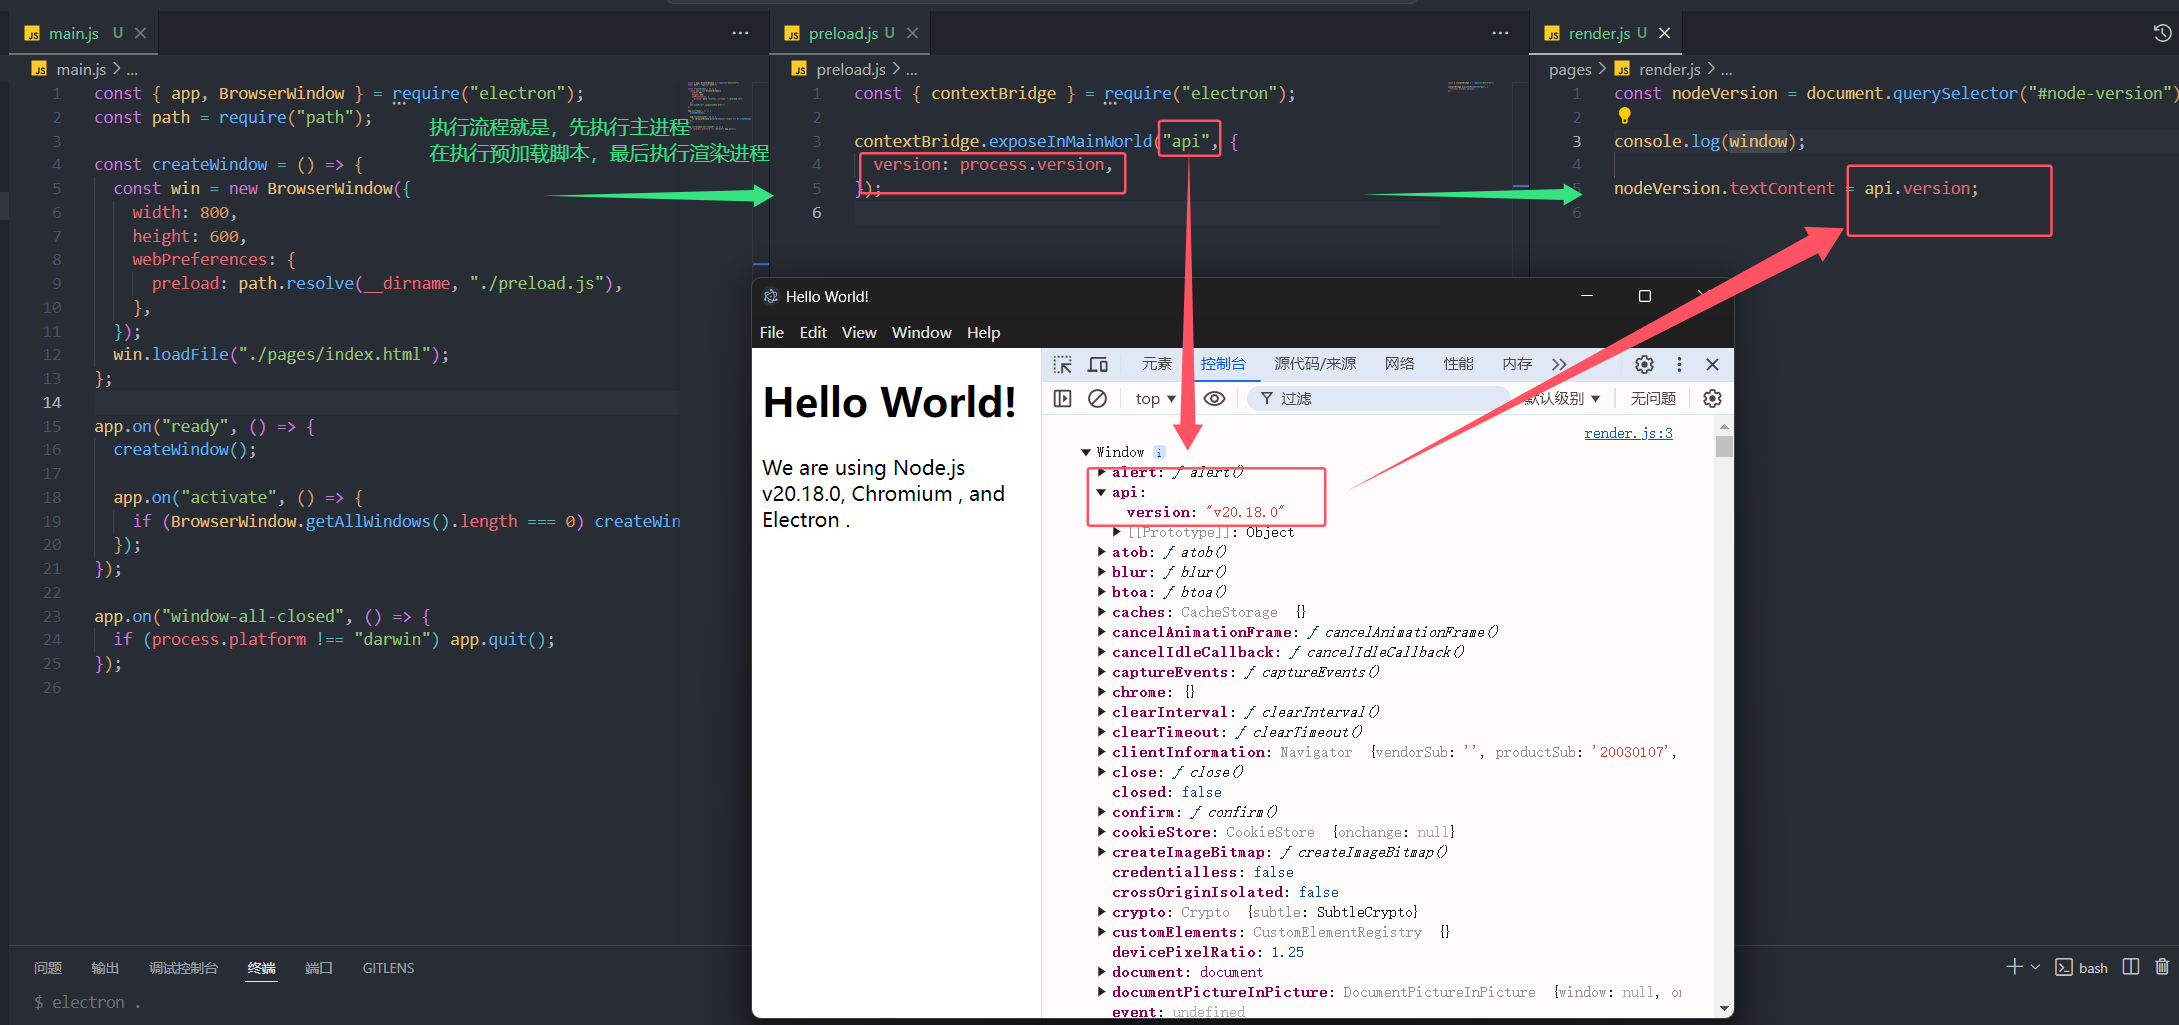 main.js U
main.js > ...
1 const { app, BrowserWindow } = require("electron");
2 const path = require("path");
3
4 const createWindow = () => {
5 const win = new BrowserWindow({
6 width: 800,
7 height: 600,
8 webPreferences: {
9 preload: path.resolve(__dirname, "./preload.js"),
10 },
11 });
12 win.loadFile("./pages/index.html");
13 };
14
15 app.on("ready", () => {
16 createWindow();
17
18 app.on("activate", () => {
19 if (BrowserWindow.getAllWindows().length === 0) createWin
20 });
21 });
22
23 app.on("window-all-closed", () => {
24 if (process.platform !== "darwin") app.quit();
25 });
26
执行流程就是，先执行主进程
在执行预加载脚本，最后执行渲染进程
preload.js U
preload.js > ...
1 const { contextBridge } = require("electron");
2
3 contextBridge.exposeInMainWorld("api", {
4 version: process.version,
5 });
6
render.js U
pages > render.js > ...
1 const nodeVersion = document.querySelector("#node-version")
2
3 console.log(window);
4
5 nodeVersion.textContent = api.version;
6
Hello World!
File Edit View Window Help
Hello World!
We are using Node.js
v20.18.0, Chromium , and
Electron .
元素 控制台 源代码/来源 网络 性能 内存
top 过滤 默认级别 无问题
render.js:3
Window
alert: ƒ alert()
api:
version: "v20.18.0"
[[Prototype]]: Object
atob: ƒ atob()
blur: ƒ blur()
btoa: ƒ btoa()
caches: CacheStorage {}
cancelAnimationFrame: ƒ cancelAnimationFrame()
cancelIdleCallback: ƒ cancelIdleCallback()
captureEvents: ƒ captureEvents()
chrome: {}
clearInterval: ƒ clearInterval()
clearTimeout: ƒ clearTimeout()
clientInformation: Navigator {vendorSub: '', productSub: '20030107',
close: ƒ close()
closed: false
confirm: ƒ confirm()
cookieStore: CookieStore {onchange: null}
createImageBitmap: ƒ createImageBitmap()
credentialless: false
crossOriginIsolated: false
crypto: Crypto {subtle: SubtleCrypto}
customElements: CustomElementRegistry {}
devicePixelRatio: 1.25
document: document
documentPictureInPicture: DocumentPictureInPicture {window: null, on
event: undefined
问题 输出 调试控制台 终端 端口 GITLENS
bash
$ electron .